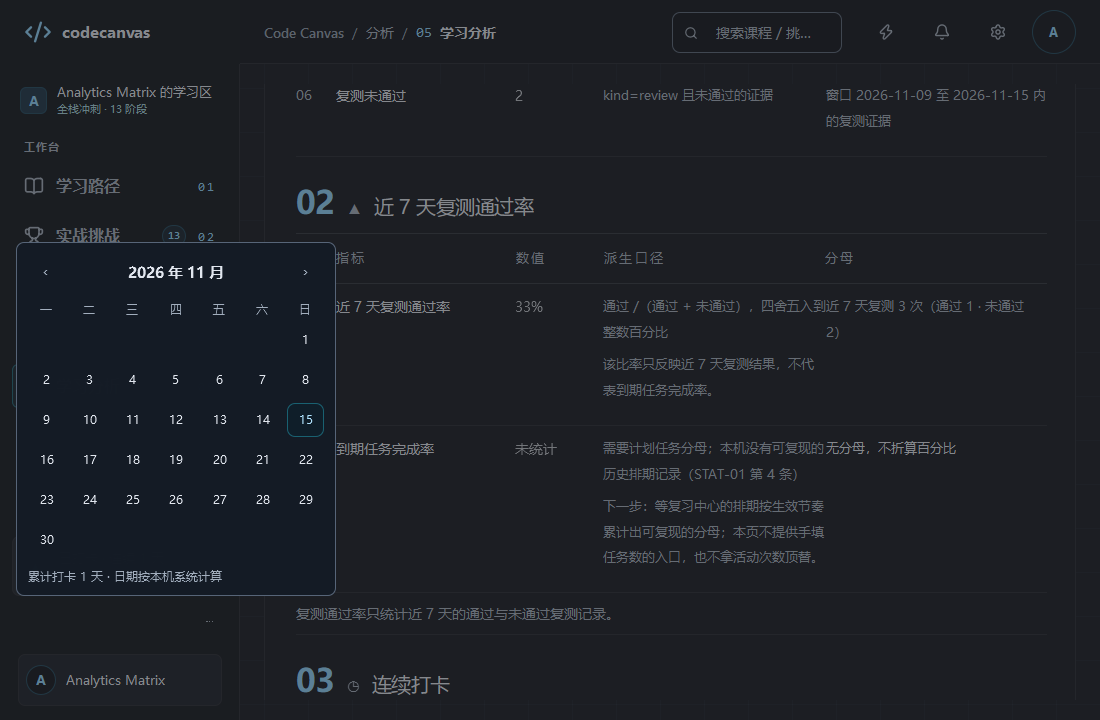 codecanvas
Code Canvas / 分析 / 05 学习分析
搜索课程 / 挑...
A
A
Analytics Matrix 的学习区
全栈冲刺 · 13 阶段
工作台
学习路径 01
实战挑战 13 02
06 复测未通过 2 kind=review 且未通过的证据 窗口 2026-11-09 至 2026-11-15 内
的复测证据
02 ▲ 近 7 天复测通过率
指标 数值 派生口径 分母
近 7 天复测通过率 33% 通过 /（通过 + 未通过），四舍五入到 近 7 天复测 3 次（通过 1 · 未通过
整数百分比 2）
该比率只反映近 7 天复测结果，不代
表到期任务完成率。
到期任务完成率 未统计 需要计划任务分母；本机没有可复现的 无分母，不折算百分比
历史排期记录（STAT-01 第 4 条）
下一步：等复习中心的排期按生效节奏
累计出可复现的分母；本页不提供手填
任务数的入口，也不拿活动次数顶替。
复测通过率只统计近 7 天的通过与未通过复测记录。
03 连续打卡
‹ 2026 年 11 月 ›
一 二 三 四 五 六 日
1
2 3 4 5 6 7 8
9 10 11 12 13 14 15
16 17 18 19 20 21 22
23 24 25 26 27 28 29
30
累计打卡 1 天 · 日期按本机系统计算
...
A Analytics Matrix